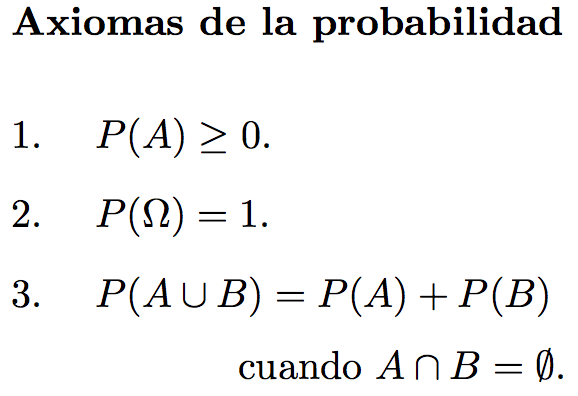 Axiomas de la probabilidad
1. P(A) ≥ 0.
2. P(Ω) = 1.
3. P(A ∪ B) = P(A) + P(B)
cuando A ∩ B = ∅.